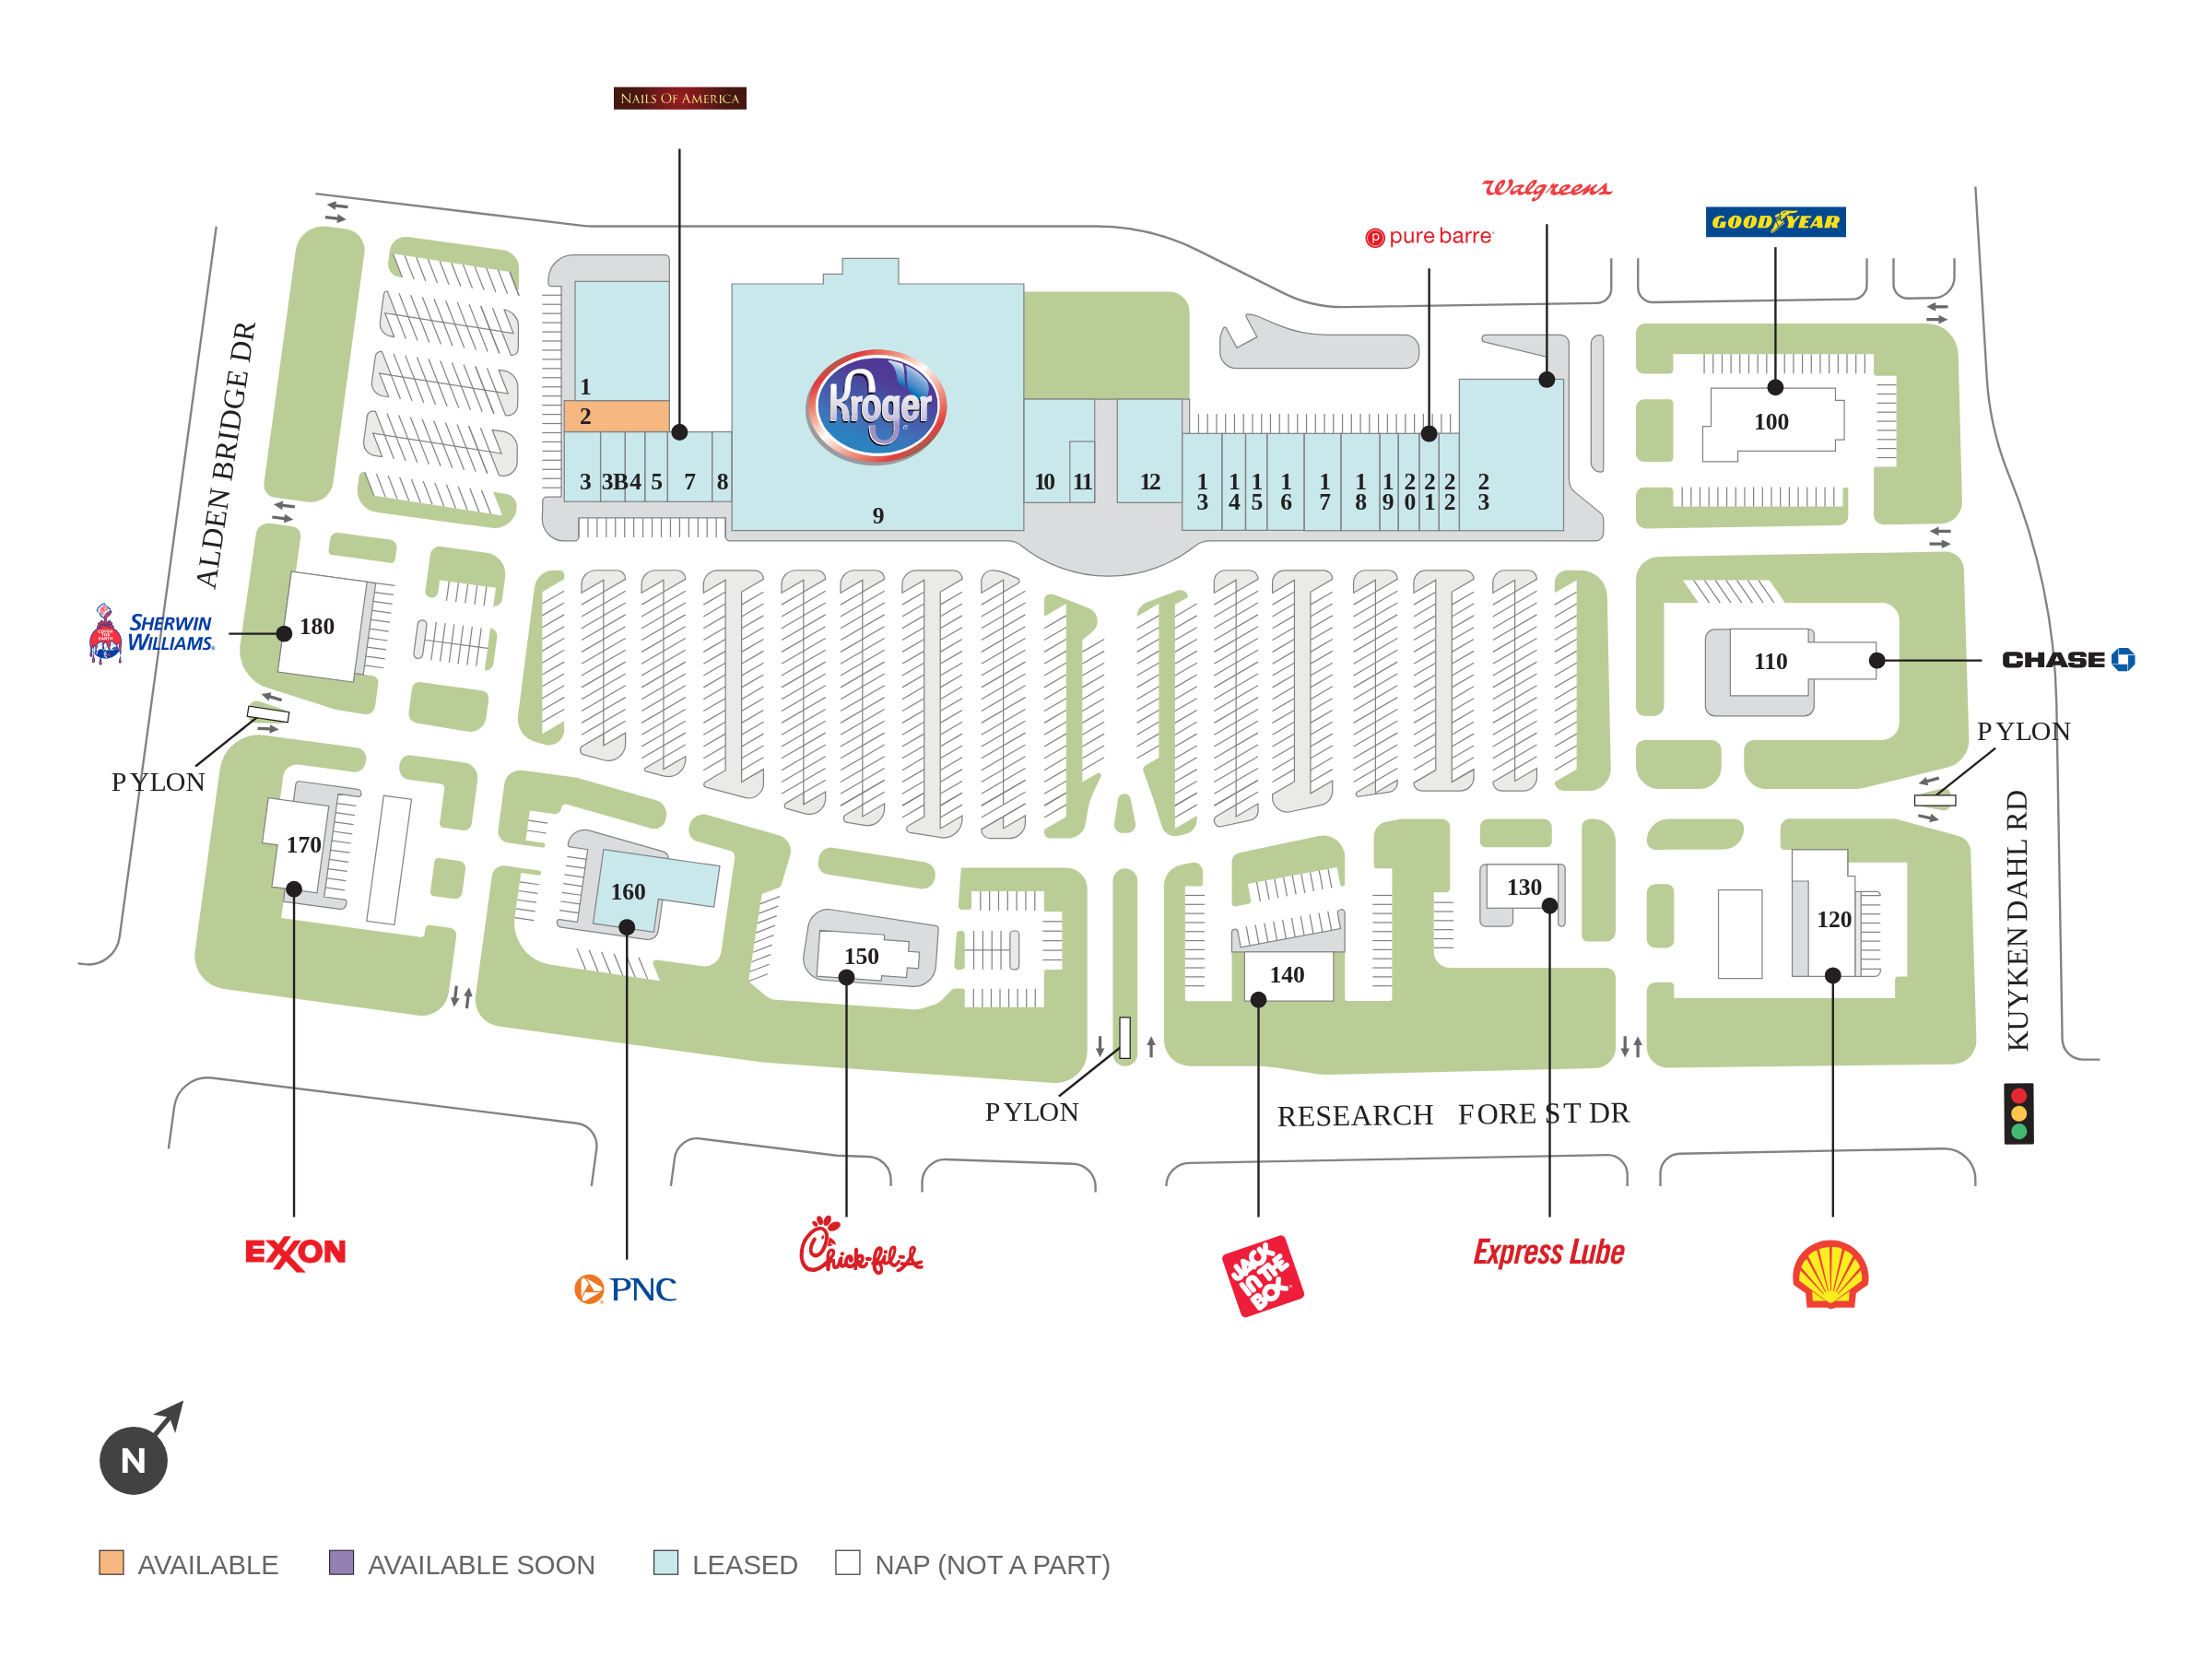 NAILS OF AMERICA
Walgreens
pure barre
GOODYEAR
ALDEN BRIDGE DR
Kroger
1
2
3 3B 4 5 7 8
9
10 11 12
13 14 15 16 17 18 19 20 21 22 23
100
SHERWIN
WILLIAMS
COVER
THE
EARTH
180
110
CHASE
PYLON
PYLON
170
160
150
140
130
120
KUYKENDAHL RD
PYLON
RESEARCH FOREST DR
EXXON
PNC
Chick-fil-A
JACK
IN THE
BOX
Express Lube
N
AVAILABLE
AVAILABLE SOON
LEASED
NAP (NOT A PART)